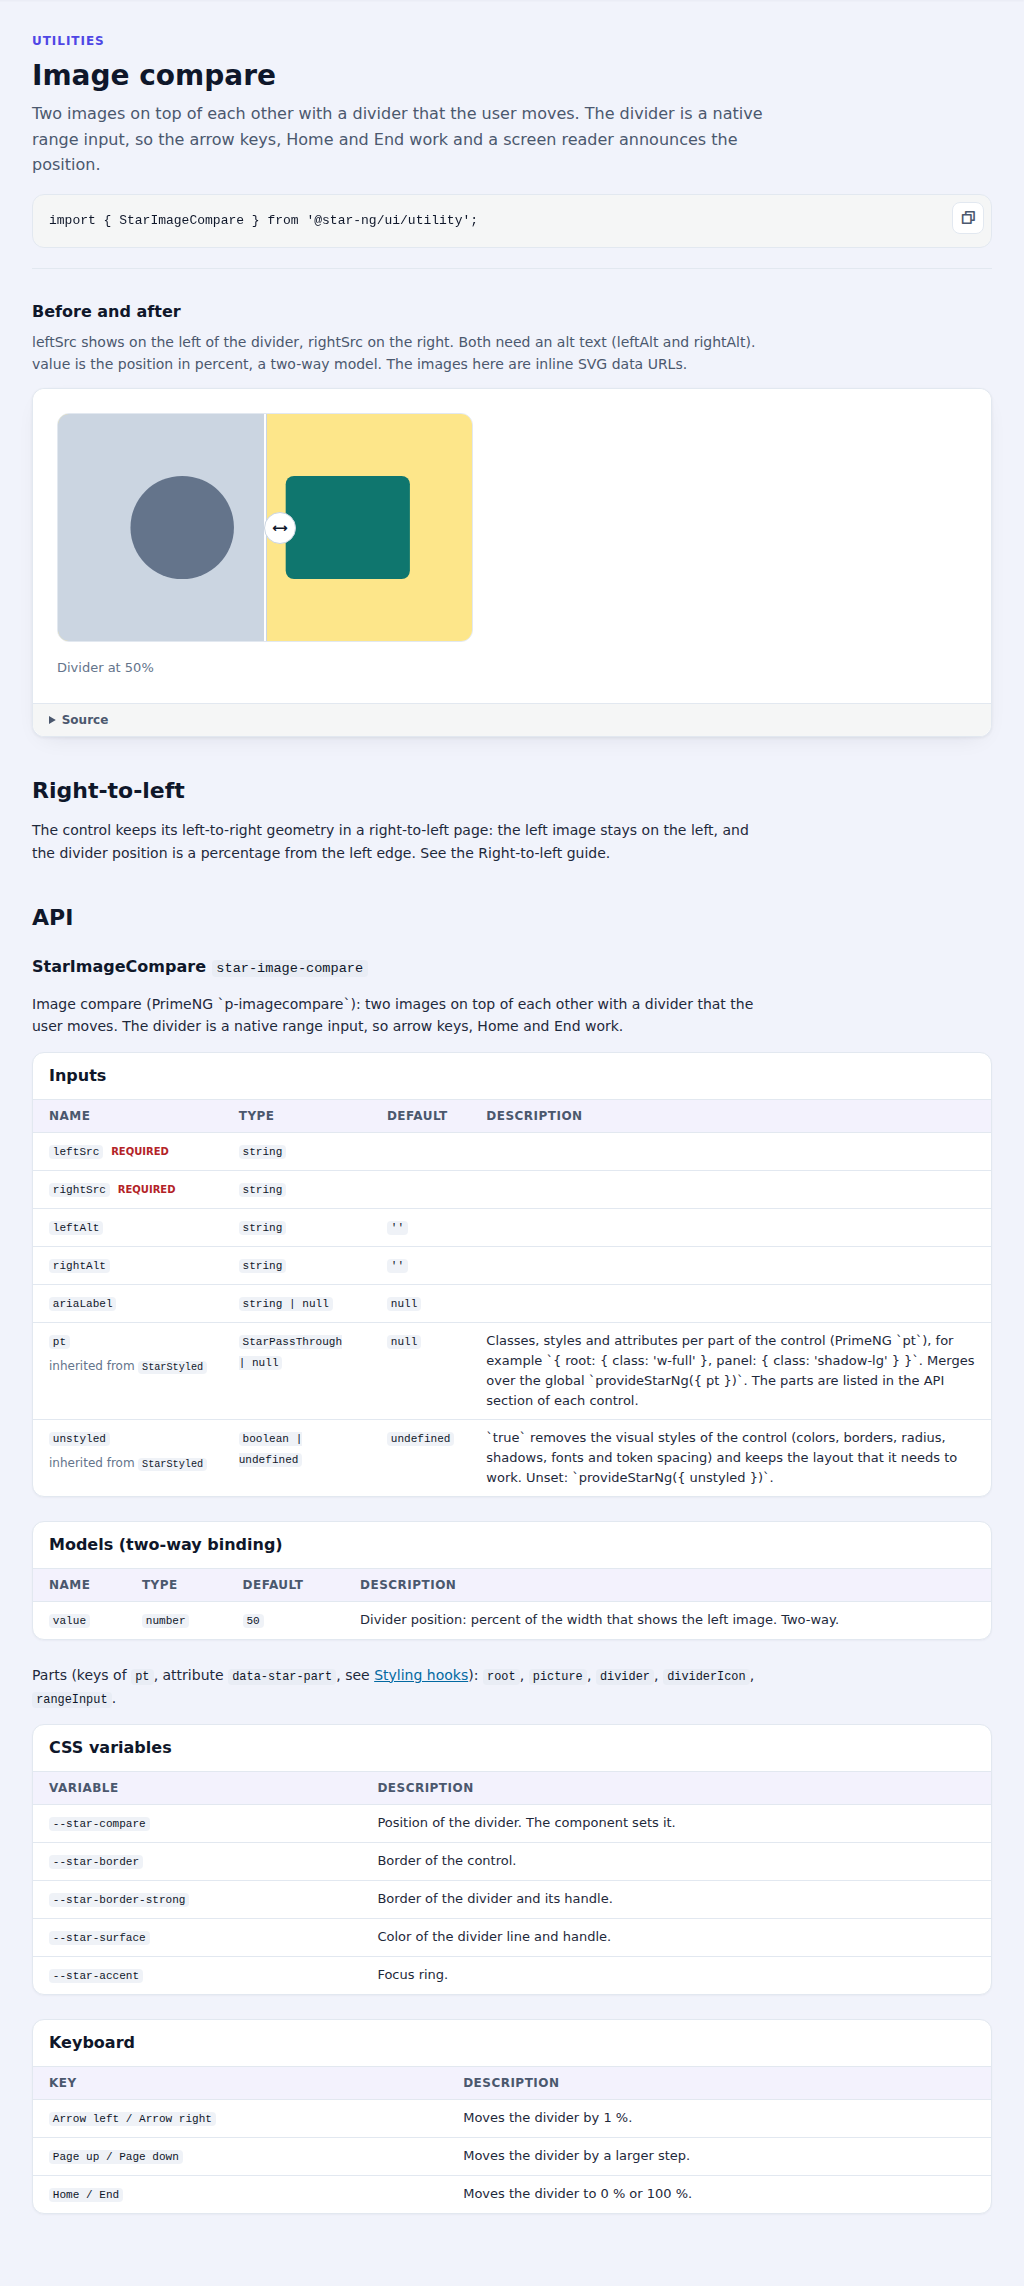 UTILITIES
Image compare
Two images on top of each other with a divider that the user moves. The divider is a native
range input, so the arrow keys, Home and End work and a screen reader announces the
position.
import { StarImageCompare } from '@star-ng/ui/utility';
Before and after
leftSrc shows on the left of the divider, rightSrc on the right. Both need an alt text (leftAlt and rightAlt).
value is the position in percent, a two-way model. The images here are inline SVG data URLs.
Divider at 50%
Source
Right-to-left
The control keeps its left-to-right geometry in a right-to-left page: the left image stays on the left, and
the divider position is a percentage from the left edge. See the Right-to-left guide.
API
StarImageCompare star-image-compare
Image compare (PrimeNG `p-imagecompare`): two images on top of each other with a divider that the
user moves. The divider is a native range input, so arrow keys, Home and End work.
Inputs
NAME TYPE DEFAULT DESCRIPTION
leftSrc REQUIRED string
rightSrc REQUIRED string
leftAlt string ''
rightAlt string ''
ariaLabel string | null null
pt StarPassThrough null Classes, styles and attributes per part of the control (PrimeNG `pt`), for
inherited from StarStyled | null example `{ root: { class: 'w-full' }, panel: { class: 'shadow-lg' } }`. Merges
over the global `provideStarNg({ pt })`. The parts are listed in the API
section of each control.
unstyled boolean | undefined `true` removes the visual styles of the control (colors, borders, radius,
inherited from StarStyled undefined shadows, fonts and token spacing) and keeps the layout that it needs to
work. Unset: `provideStarNg({ unstyled })`.
Models (two-way binding)
NAME TYPE DEFAULT DESCRIPTION
value number 50 Divider position: percent of the width that shows the left image. Two-way.
Parts (keys of pt, attribute data-star-part, see Styling hooks): root, picture, divider, dividerIcon,
rangeInput.
CSS variables
VARIABLE DESCRIPTION
--star-compare Position of the divider. The component sets it.
--star-border Border of the control.
--star-border-strong Border of the divider and its handle.
--star-surface Color of the divider line and handle.
--star-accent Focus ring.
Keyboard
KEY DESCRIPTION
Arrow left / Arrow right Moves the divider by 1 %.
Page up / Page down Moves the divider by a larger step.
Home / End Moves the divider to 0 % or 100 %.